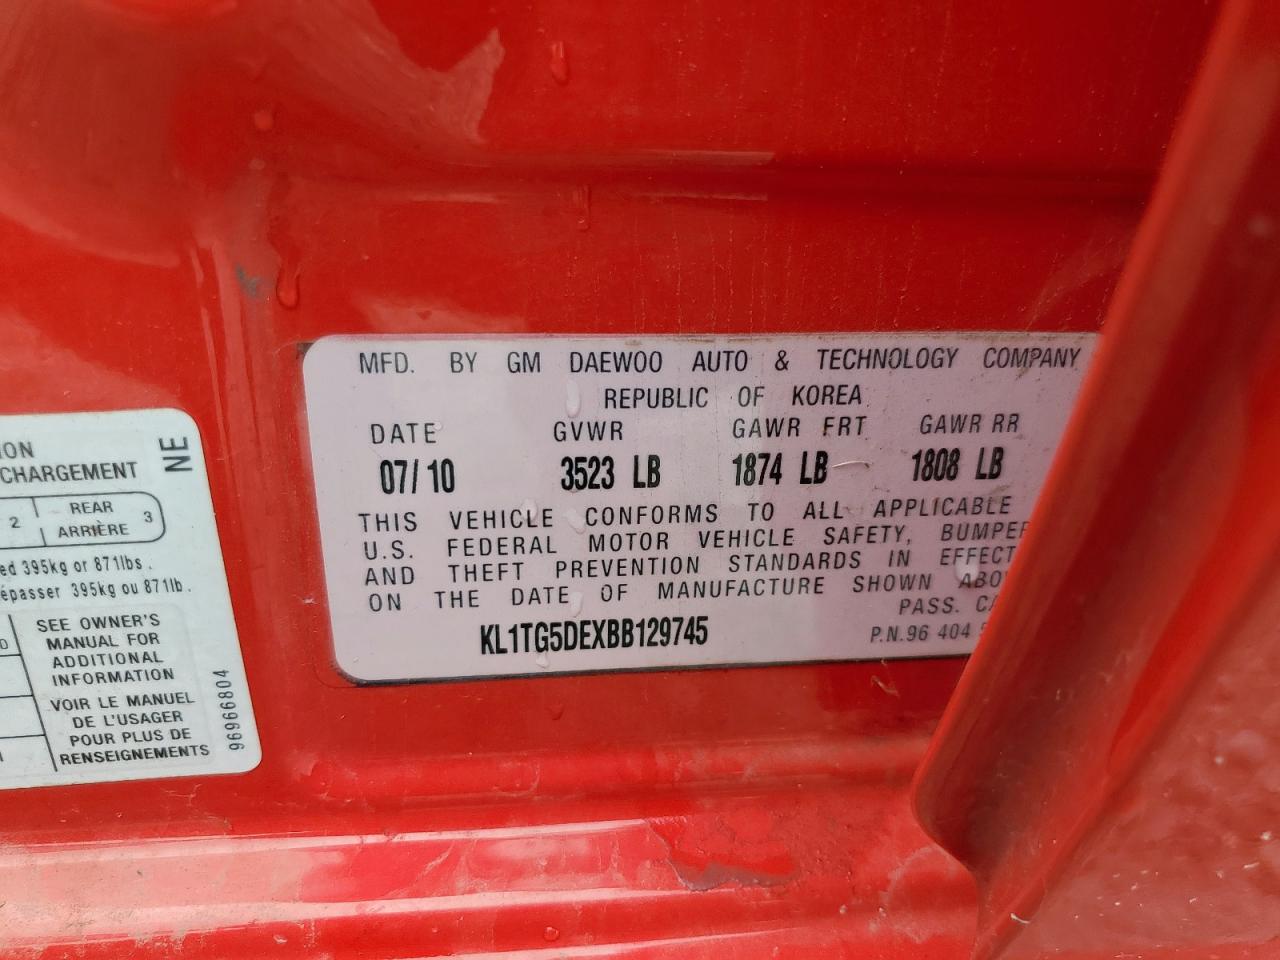 MFD. BY GM DAEWOO AUTO & TECHNOLOGY COMPANY
REPUBLIC OF KOREA
DATE GVWR GAWR FRT GAWR RR
07/10 3523 LB 1874 LB 1808 LB
THIS VEHICLE CONFORMS TO ALL APPLICABLE
U.S. FEDERAL MOTOR VEHICLE SAFETY, BUMPER
AND THEFT PREVENTION STANDARDS IN EFFECT
ON THE DATE OF MANUFACTURE SHOWN
PASS.
KL1TG5DEXBB129745
P.N.96 404
NE
CHARGEMENT
2 REAR 3
ARRIÈRE
395kg or 871lbs.
395kg ou 871lb.
SEE OWNER'S
MANUAL FOR
ADDITIONAL
INFORMATION
VOIR LE MANUEL
DE L'USAGER
POUR PLUS DE
RENSEIGNEMENTS
96966804